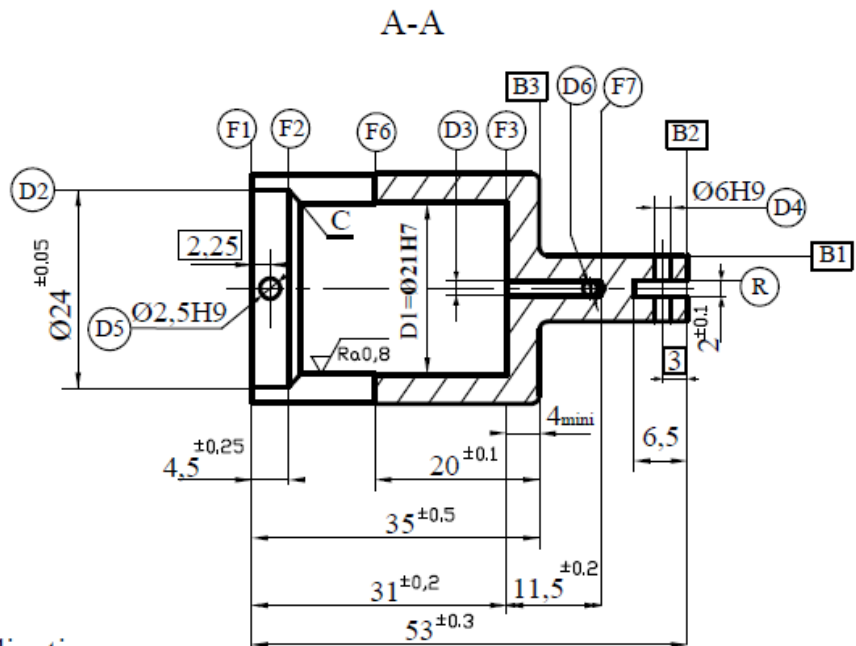 A-A
B3 D6 F7
F1 F2 F6 D3 F3 B2
D2 Ø6H9 D4
C
2,25 B1
Ø24 ±0.05
D1=Ø21H7
R
D5 Ø2,5H9
2 ±0.1
Ra0,8
3
4 mini
4,5 ±0,25 20 ±0.1 6,5
35 ±0.5
31 ±0,2 11,5 ±0.2
53 ±0.3